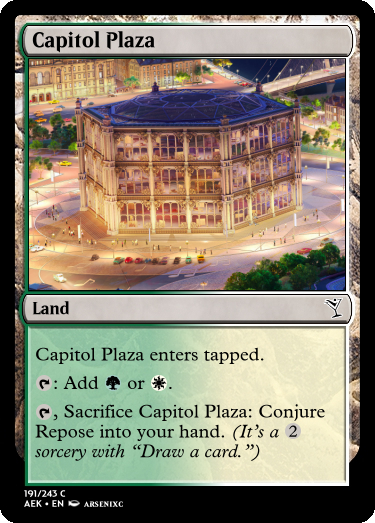 Capitol Plaza
Land
Capitol Plaza enters tapped.
: Add or .
, Sacrifice Capitol Plaza: Conjure
Repose into your hand. (It's a 2
sorcery with “Draw a card.”)
191/243 C
AEK • EN ARSENIXC